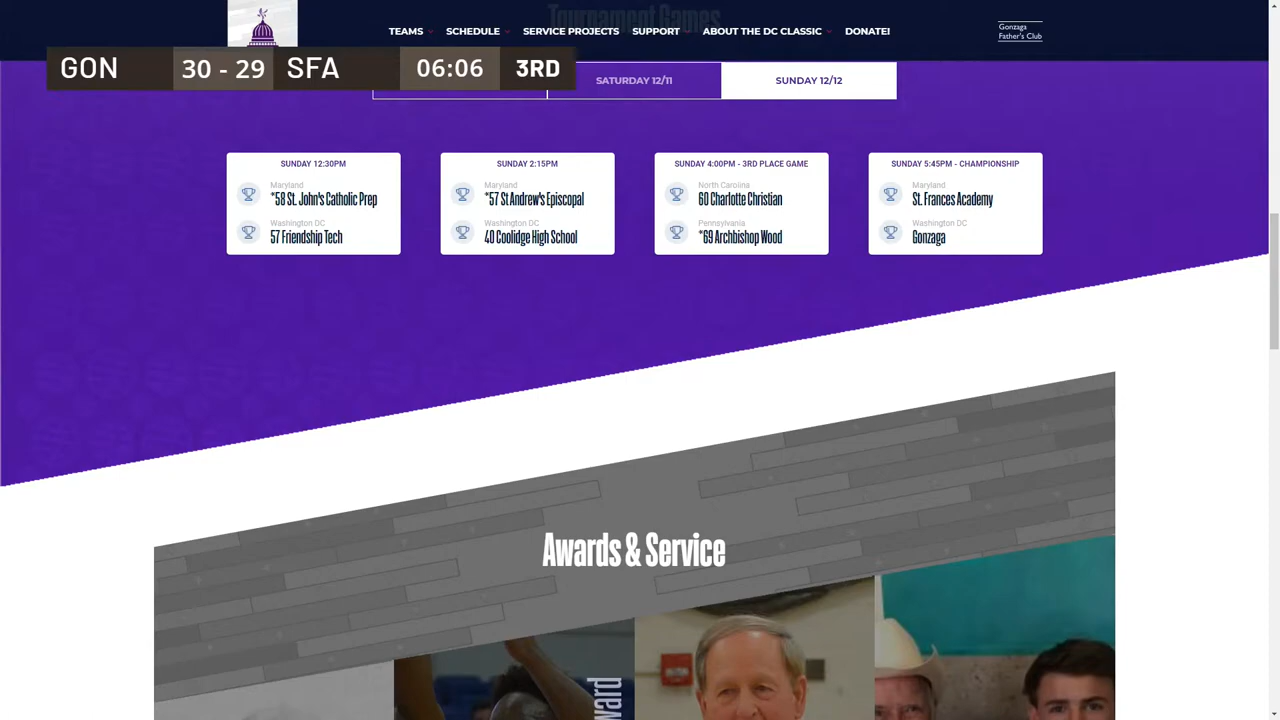 Tournament Games
TEAMS
SCHEDULE
SERVICE PROJECTS
SUPPORT
ABOUT THE DC CLASSIC
DONATE!
Gonzaga
Father's Club
GON 30 - 29 SFA 06:06 3RD
SATURDAY 12/11
SUNDAY 12/12
SUNDAY 12:30PM
Maryland
*58 St. John's Catholic Prep
Washington DC
57 Friendship Tech
SUNDAY 2:15PM
Maryland
*57 St Andrew's Episcopal
Washington DC
40 Coolidge High School
SUNDAY 4:00PM - 3RD PLACE GAME
North Carolina
60 Charlotte Christian
Pennsylvania
*69 Archbishop Wood
SUNDAY 5:45PM - CHAMPIONSHIP
Maryland
St. Frances Academy
Washington DC
Gonzaga
Awards & Service